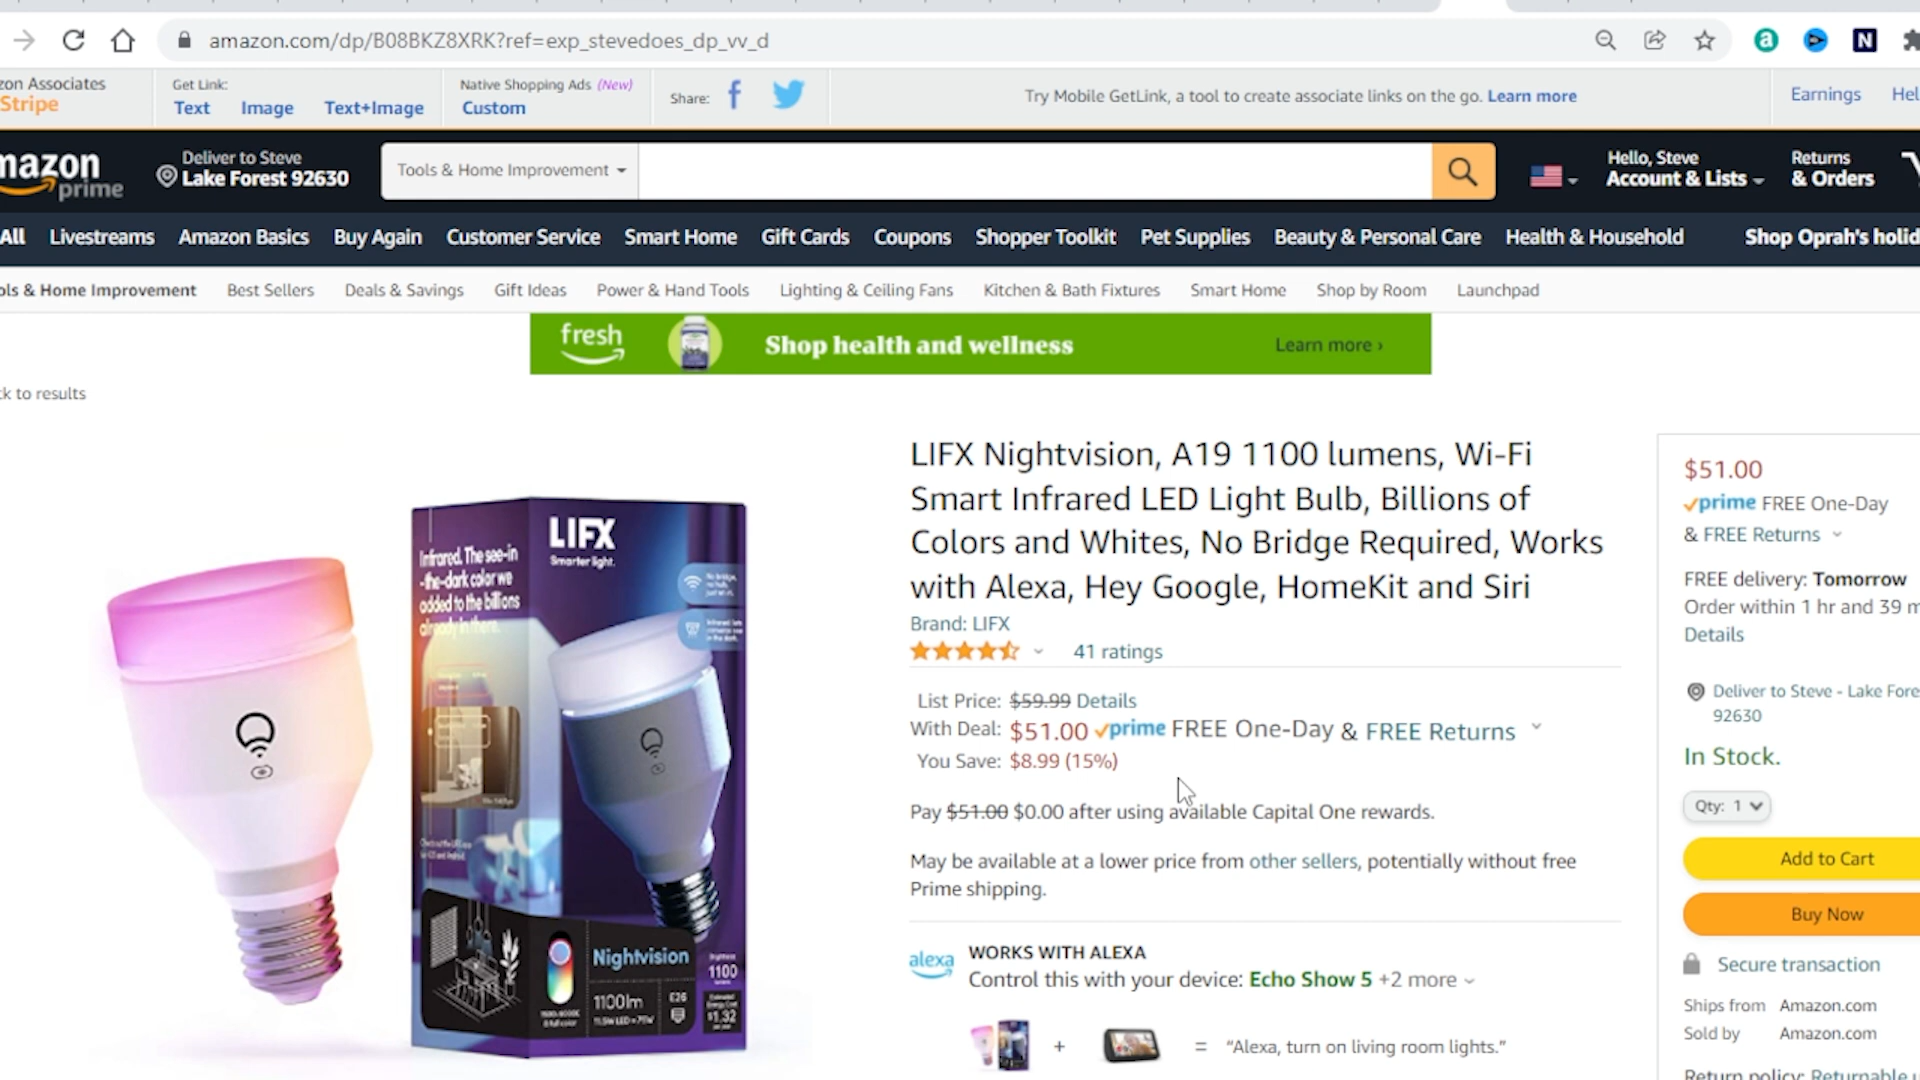 amazon.com/dp/B08BKZ8XRK?ref=exp_stevedoes_dp_vv_d
zon Associates
Stripe
Get Link:
Text Image Text+Image
Native Shopping Ads (New)
Custom
Share:
Try Mobile GetLink, a tool to create associate links on the go. Learn more
Earnings Hel
mazon
prime
Deliver to Steve
Lake Forest 92630
Tools & Home Improvement
Hello, Steve
Account & Lists
Returns
& Orders
All Livestreams Amazon Basics Buy Again Customer Service Smart Home Gift Cards Coupons Shopper Toolkit Pet Supplies Beauty & Personal Care Health & Household Shop Oprah's holid
ols & Home Improvement Best Sellers Deals & Savings Gift Ideas Power & Hand Tools Lighting & Ceiling Fans Kitchen & Bath Fixtures Smart Home Shop by Room Launchpad
fresh Shop health and wellness Learn more ›
ck to results
LIFX
Smarter light.
Infrared. The see-in
-the-dark color we
added to the billions
already in there.
Nightvision
1100lm
E26
1100
$1.32
LIFX Nightvision, A19 1100 lumens, Wi-Fi
Smart Infrared LED Light Bulb, Billions of
Colors and Whites, No Bridge Required, Works
with Alexa, Hey Google, HomeKit and Siri
Brand: LIFX
41 ratings
List Price: $59.99 Details
With Deal: $51.00 prime FREE One-Day & FREE Returns
You Save: $8.99 (15%)
Pay $51.00 $0.00 after using available Capital One rewards.
May be available at a lower price from other sellers, potentially without free
Prime shipping.
alexa
WORKS WITH ALEXA
Control this with your device: Echo Show 5 +2 more
+ = “Alexa, turn on living room lights.”
$51.00
prime FREE One-Day
& FREE Returns
FREE delivery: Tomorrow
Order within 1 hr and 39 m
Details
Deliver to Steve - Lake Fore
92630
In Stock.
Qty: 1
Add to Cart
Buy Now
Secure transaction
Ships from Amazon.com
Sold by Amazon.com
Return policy: Returnable u